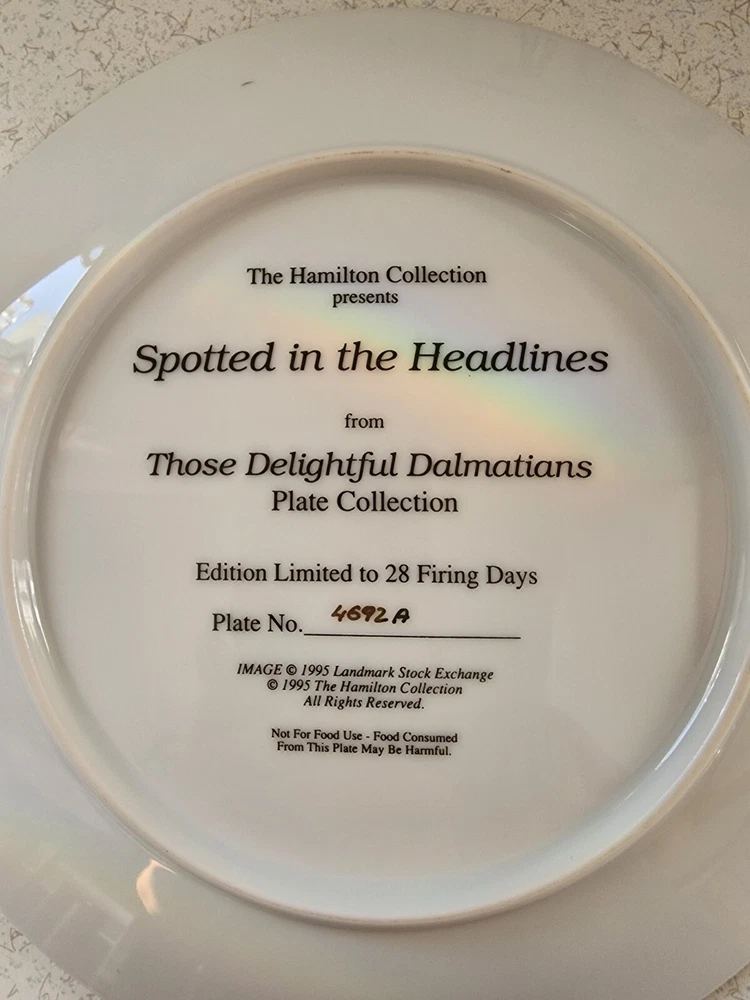 The Hamilton Collection
presents
Spotted in the Headlines
from
Those Delightful Dalmatians
Plate Collection
Edition Limited to 28 Firing Days
Plate No. 4692 A
IMAGE © 1995 Landmark Stock Exchange
© 1995 The Hamilton Collection
All Rights Reserved.
Not For Food Use - Food Consumed
From This Plate May Be Harmful.